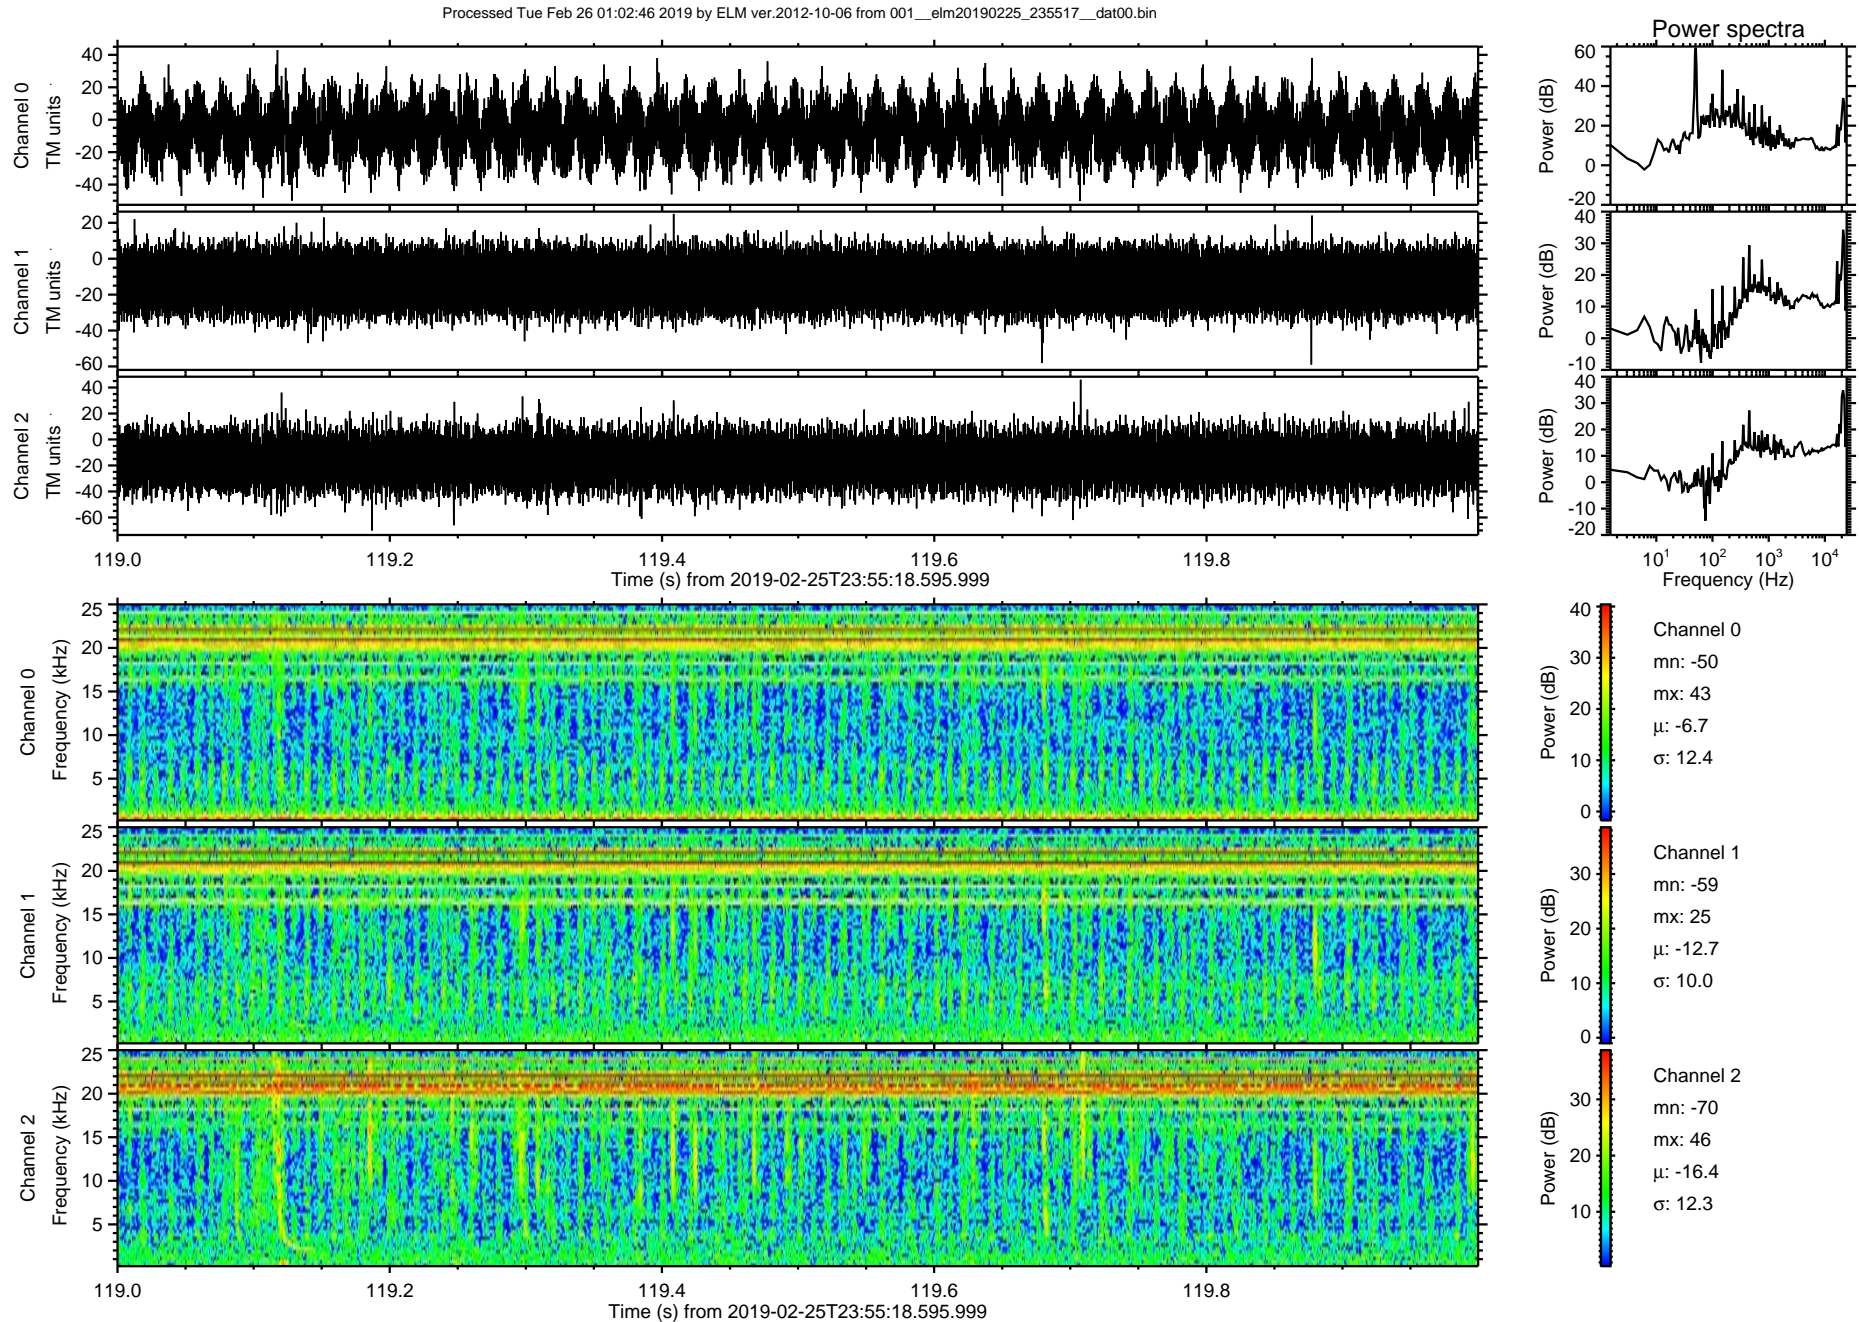 Processed Tue Feb 26 01:02:46 2019 by ELM ver.2012-10-06 from 001__elm20190225_235517__dat00.bin
Power spectra
Channel 0
TM units
40
20
0
-20
-40
Power (dB)
60
40
20
0
-20
Channel 1
TM units
20
0
-20
-40
-60
Power (dB)
40
30
20
10
0
-10
Channel 2
TM units
40
20
0
-20
-40
-60
Power (dB)
40
30
20
10
0
-10
-20
119.0 119.2 119.4 119.6 119.8
Time (s) from 2019-02-25T23:55:18.595.999
10^1 10^2 10^3 10^4
Frequency (Hz)
Channel 0
Frequency (kHz)
25
20
15
10
5
Power (dB)
40
30
20
10
0
Channel 0
mn: -50
mx: 43
μ: -6.7
σ: 12.4
Channel 1
Frequency (kHz)
25
20
15
10
5
Power (dB)
30
20
10
0
Channel 1
mn: -59
mx: 25
μ: -12.7
σ: 10.0
Channel 2
Frequency (kHz)
25
20
15
10
5
Power (dB)
30
20
10
Channel 2
mn: -70
mx: 46
μ: -16.4
σ: 12.3
119.0 119.2 119.4 119.6 119.8
Time (s) from 2019-02-25T23:55:18.595.999